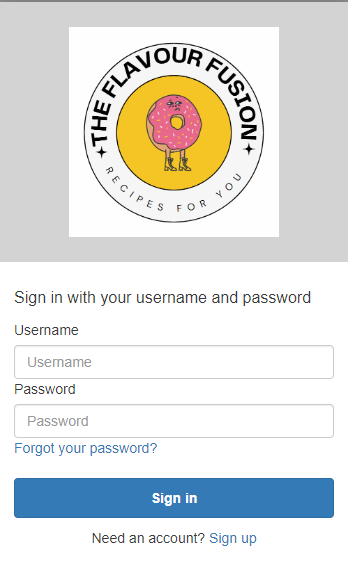 THE FLAVOUR FUSION
RECIPES FOR YOU
Sign in with your username and password
Username
Username
Password
Password
Forgot your password?
Sign in
Need an account? Sign up